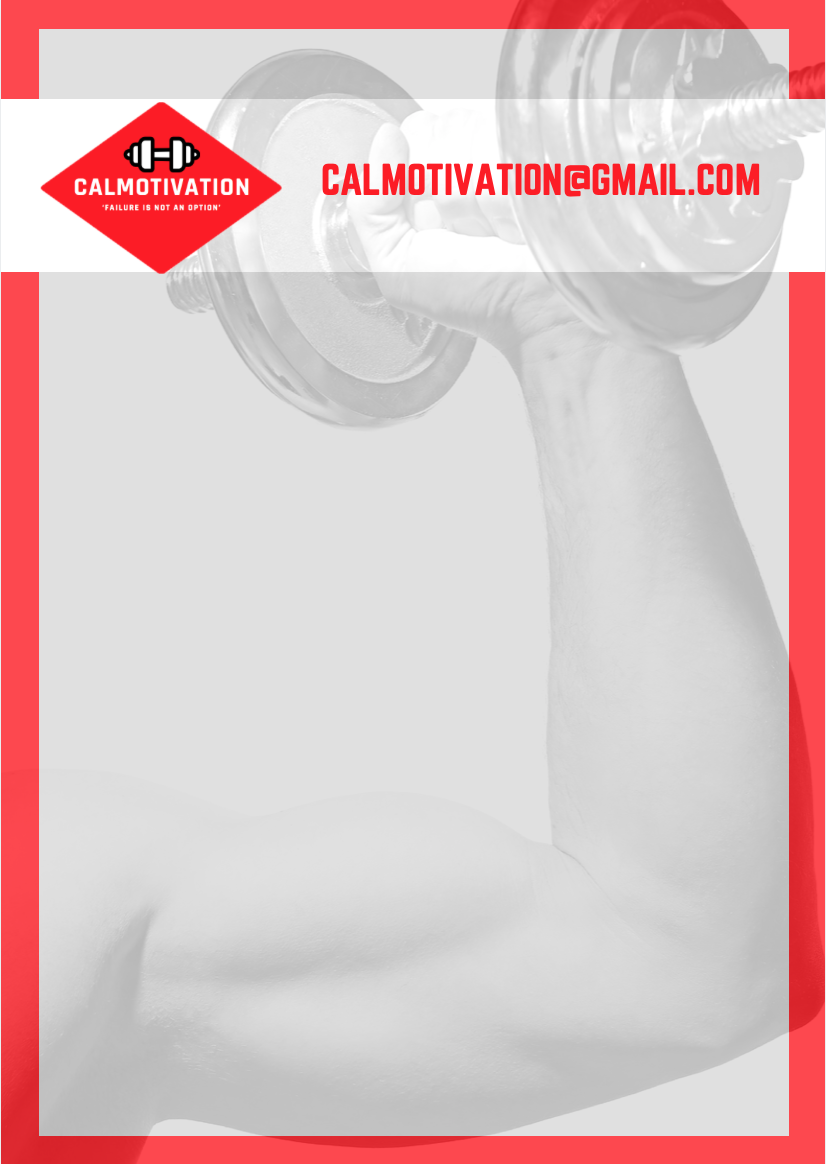 CALMOTIVATION
'FAILURE IS NOT AN OPTION'
CALMOTIVATION@GMAIL.COM